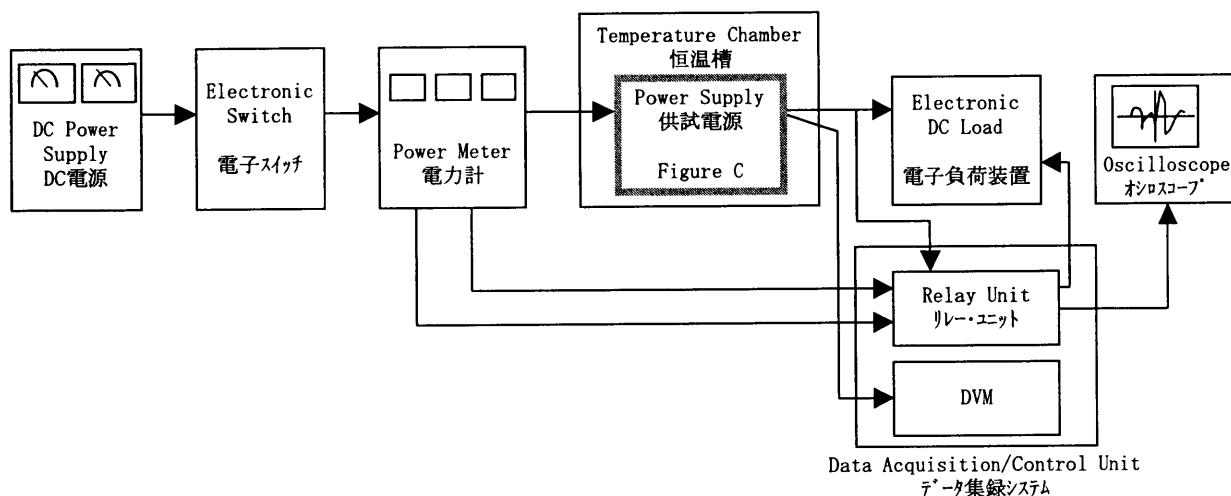 DC Power
Supply
DC電源
Electronic
Switch
電子スイッチ
Power Meter
電力計
Temperature Chamber
恒温槽
Power Supply
供試電源
Figure C
Electronic
DC Load
電子負荷装置
Oscilloscope
オシロスコープ
Relay Unit
リレー・ユニット
DVM
Data Acquisition/Control Unit
データ集録システム